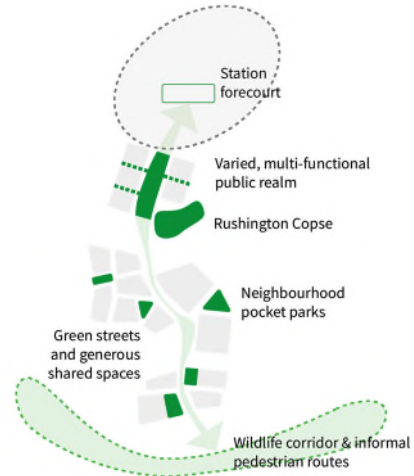 Station
forecourt
Varied, multi-functional
public realm
Rushington Copse
Neighbourhood
pocket parks
Green streets
and generous
shared spaces
Wildlife corridor & informal
pedestrian routes